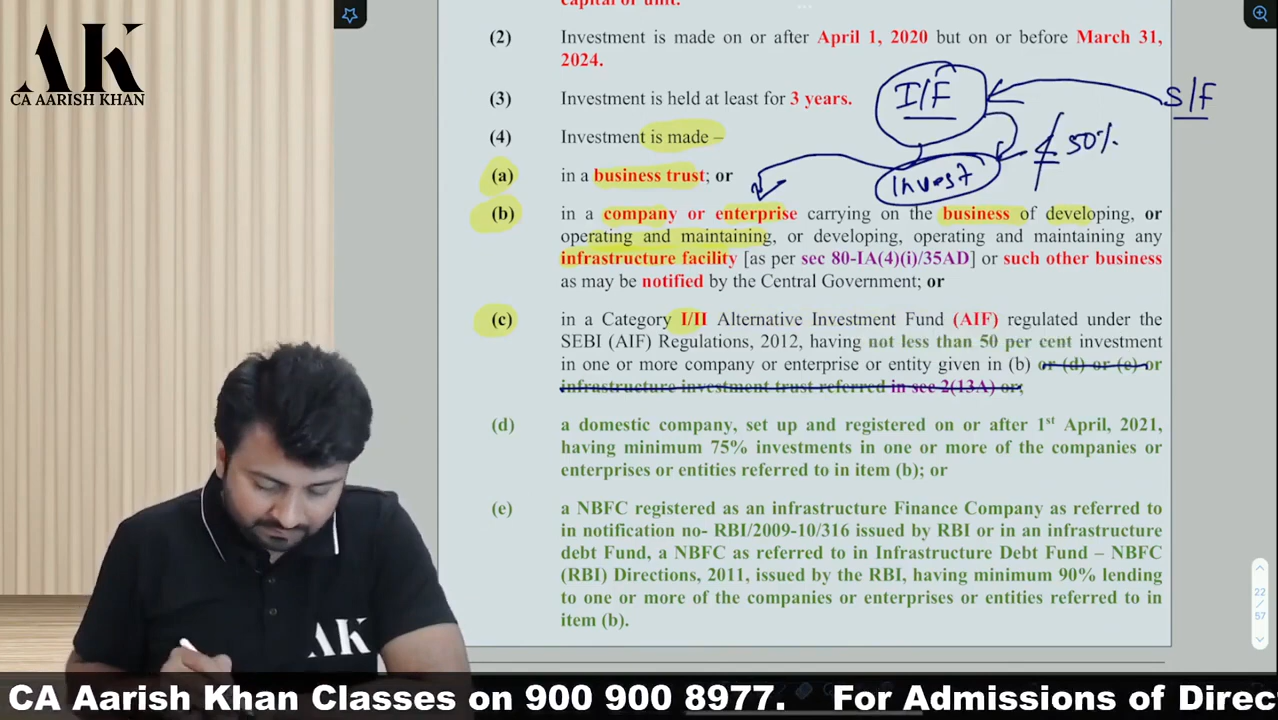 AK
CA AARISH KHAN
capital or unit.
(2) Investment is made on or after April 1, 2020 but on or before March 31,
2024.
I/F
S/F
(3) Investment is held at least for 3 years.
50%
(4) Investment is made –
(a) in a business trust; or
Invest
(b) in a company or enterprise carrying on the business of developing, or
operating and maintaining, or developing, operating and maintaining any
infrastructure facility [as per sec 80-IA(4)(i)/35AD] or such other business
as may be notified by the Central Government; or
(c) in a Category I/II Alternative Investment Fund (AIF) regulated under the
SEBI (AIF) Regulations, 2012, having not less than 50 per cent investment
in one or more company or enterprise or entity given in (b) or (d) or (e) or
infrastructure investment trust referred in sec 2(13A) or;
(d) a domestic company, set up and registered on or after 1st April, 2021,
having minimum 75% investments in one or more of the companies or
enterprises or entities referred to in item (b); or
(e) a NBFC registered as an infrastructure Finance Company as referred to
in notification no- RBI/2009-10/316 issued by RBI or in an infrastructure
debt Fund, a NBFC as referred to in Infrastructure Debt Fund – NBFC
(RBI) Directions, 2011, issued by the RBI, having minimum 90% lending
to one or more of the companies or enterprises or entities referred to in
item (b).
22
/
57
AK
CA Aarish Khan Classes on 900 900 8977. For Admissions of Direc